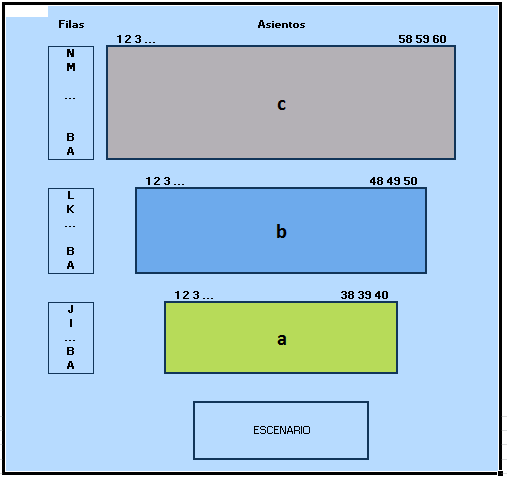 Filas Asientos
1 2 3 ... 58 59 60
N
M
...
B
A
c
1 2 3 ... 48 49 50
L
K
...
B
A
b
1 2 3 ... 38 39 40
J
I
...
B
A
a
ESCENARIO